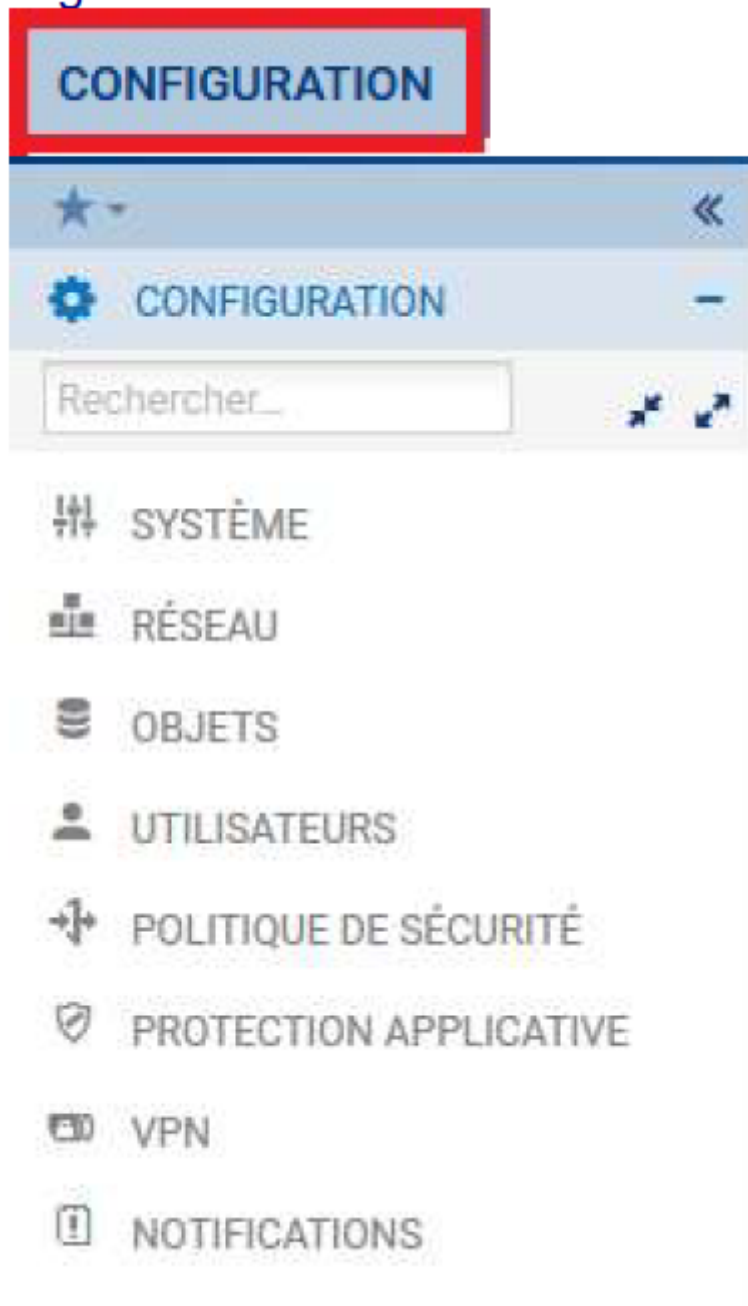 CONFIGURATION
CONFIGURATION
Rechercher...
SYSTÈME
RÉSEAU
OBJETS
UTILISATEURS
POLITIQUE DE SÉCURITÉ
PROTECTION APPLICATIVE
VPN
NOTIFICATIONS